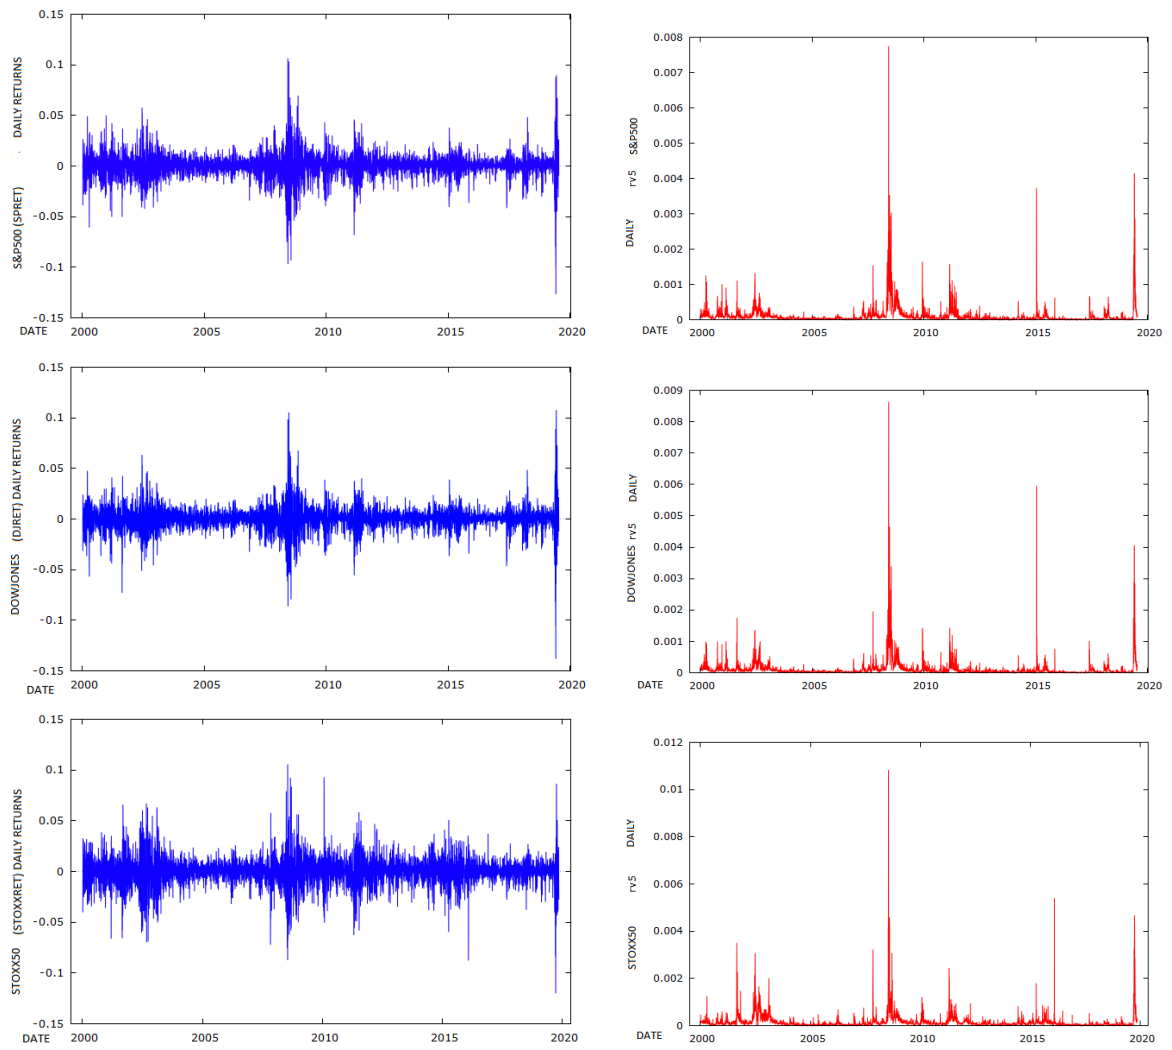 0.15
0.1
0.05
0
-0.05
-0.1
-0.15
S&P500 (SPRET) DAILY RETURNS
DATE
2000 2005 2010 2015 2020
0.008
0.007
0.006
0.005
0.004
0.003
0.002
0.001
0
DAILY rv5 S&P500
DATE
2000 2005 2010 2015 2020
0.15
0.1
0.05
0
-0.05
-0.1
-0.15
DOWJONES (DJRET) DAILY RETURNS
DATE
2000 2005 2010 2015 2020
0.009
0.008
0.007
0.006
0.005
0.004
0.003
0.002
0.001
0
DOWJONES rv5 DAILY
DATE
2000 2005 2010 2015 2020
0.15
0.1
0.05
0
-0.05
-0.1
-0.15
STOXX50 (STOXXRET) DAILY RETURNS
DATE
2000 2005 2010 2015 2020
0.012
0.01
0.008
0.006
0.004
0.002
0
STOXX50 rv5 DAILY
DATE
2000 2005 2010 2015 2020